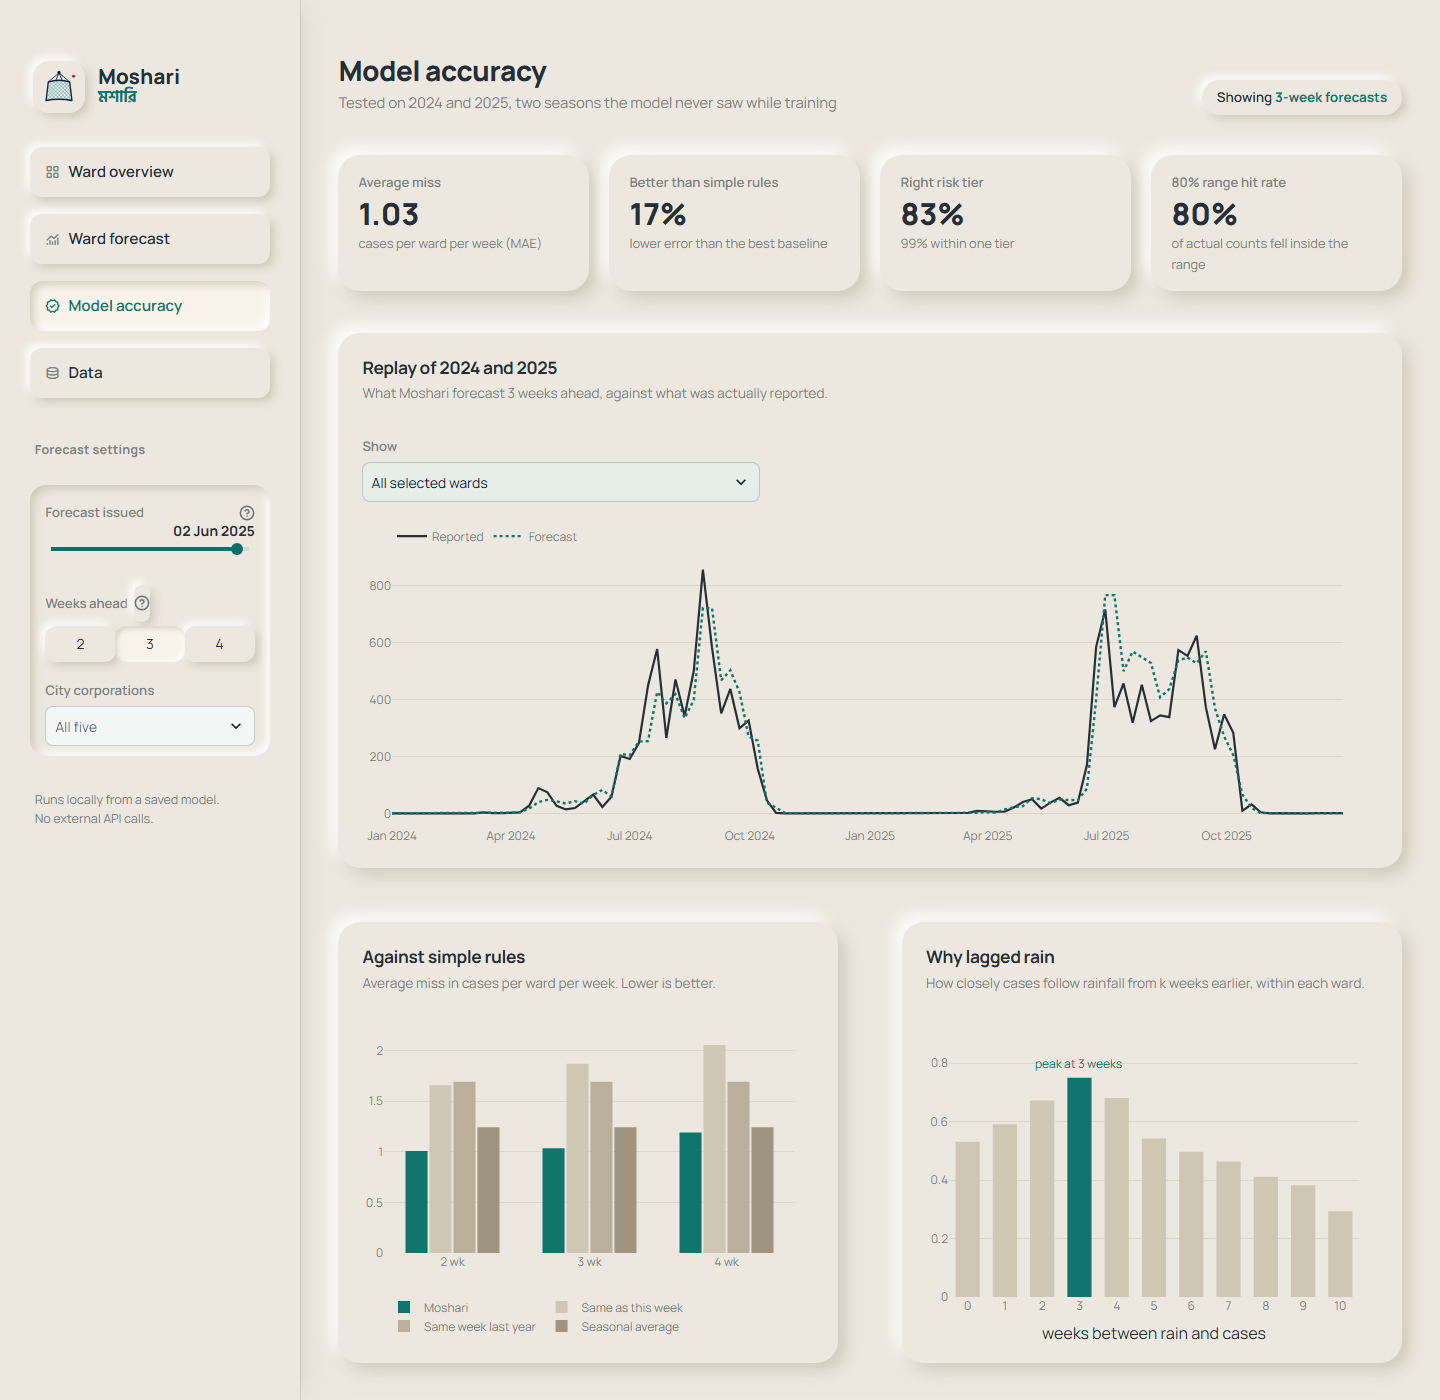 Moshari
মশারি
Ward overview
Ward forecast
Model accuracy
Data
Forecast settings
Forecast issued
02 Jun 2025
Weeks ahead
2 3 4
City corporations
All five
Runs locally from a saved model.
No external API calls.
Model accuracy
Tested on 2024 and 2025, two seasons the model never saw while training
Showing 3-week forecasts
Average miss
1.03
cases per ward per week (MAE)
Better than simple rules
17%
lower error than the best baseline
Right risk tier
83%
99% within one tier
80% range hit rate
80%
of actual counts fell inside the
range
Replay of 2024 and 2025
What Moshari forecast 3 weeks ahead, against what was actually reported.
Show
All selected wards
Reported Forecast
800
600
400
200
0
Jan 2024 Apr 2024 Jul 2024 Oct 2024 Jan 2025 Apr 2025 Jul 2025 Oct 2025
Against simple rules
Average miss in cases per ward per week. Lower is better.
2
1.5
1
0.5
0
2 wk 3 wk 4 wk
Moshari Same as this week
Same week last year Seasonal average
Why lagged rain
How closely cases follow rainfall from k weeks earlier, within each ward.
0.8
peak at 3 weeks
0.6
0.4
0.2
0
0 1 2 3 4 5 6 7 8 9 10
weeks between rain and cases